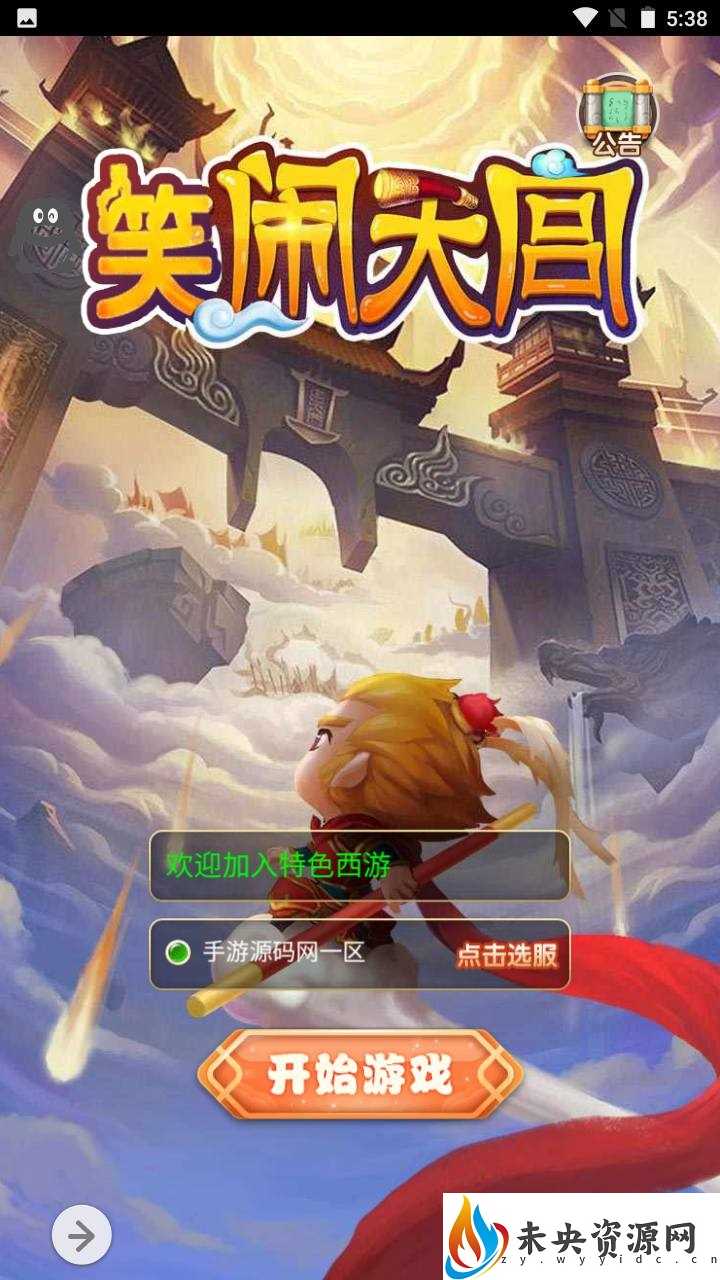 5:38
公告
笑闹天宫
欢迎加入特色西游
手游源码网一区 点击选服
开始游戏
未央资源网
zy.wyyidc.cn